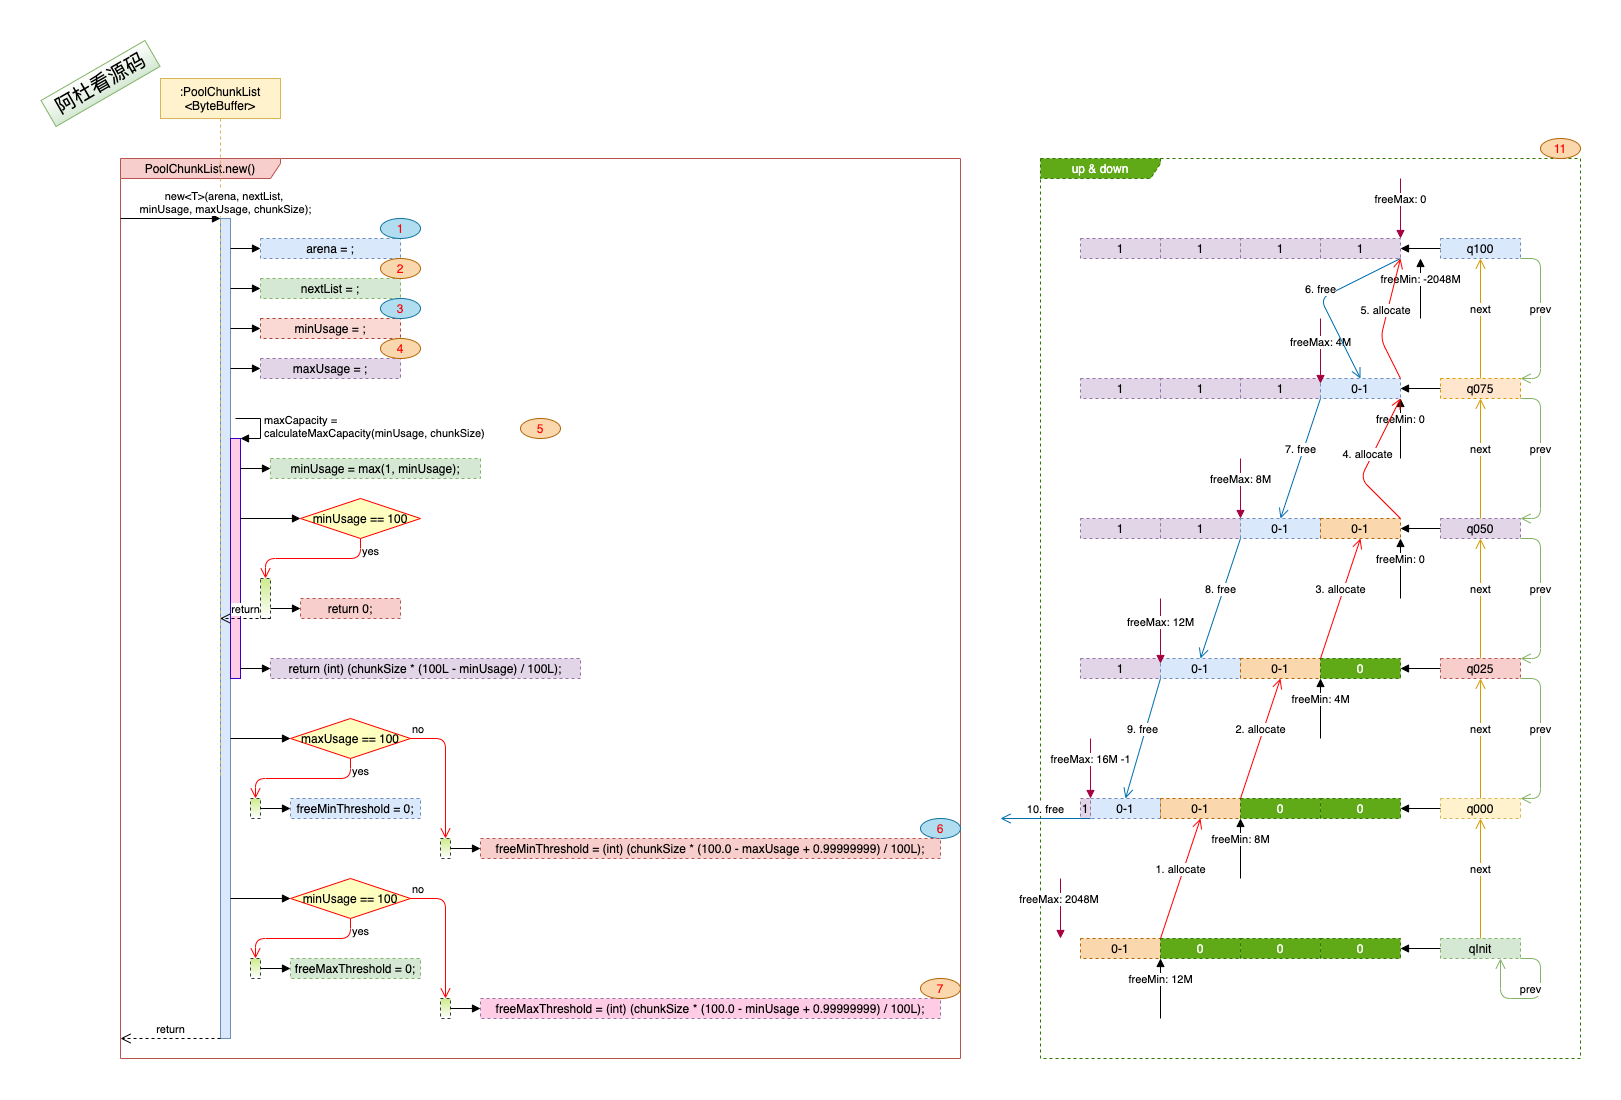 阿杜看源码
:PoolChunkList
<ByteBuffer>
PoolChunkList.new()
new<T>(arena, nextList,
minUsage, maxUsage, chunkSize);
1
arena = ;
2
nextList = ;
3
minUsage = ;
4
maxUsage = ;
maxCapacity =
calculateMaxCapacity(minUsage, chunkSize)
5
minUsage = max(1, minUsage);
minUsage == 100
yes
return
return 0;
return (int) (chunkSize * (100L - minUsage) / 100L);
maxUsage == 100
no
yes
freeMinThreshold = 0;
6
freeMinThreshold = (int) (chunkSize * (100.0 - maxUsage + 0.99999999) / 100L);
minUsage == 100
no
yes
freeMaxThreshold = 0;
7
freeMaxThreshold = (int) (chunkSize * (100.0 - minUsage + 0.99999999) / 100L);
return
11
up & down
freeMax: 0
1 1 1 1 q100
freeMin: -2048M
6. free
5. allocate
next
prev
freeMax: 4M
1 1 1 0-1 q075
freeMin: 0
7. free
4. allocate
next
prev
freeMax: 8M
1 1 0-1 0-1 q050
freeMin: 0
8. free
3. allocate
next
prev
freeMax: 12M
1 0-1 0-1 0 q025
freeMin: 4M
9. free
2. allocate
next
prev
freeMax: 16M -1
1 0-1 0-1 0 0 q000
10. free
freeMin: 8M
1. allocate
next
freeMax: 2048M
0-1 0 0 0 qInit
freeMin: 12M
prev